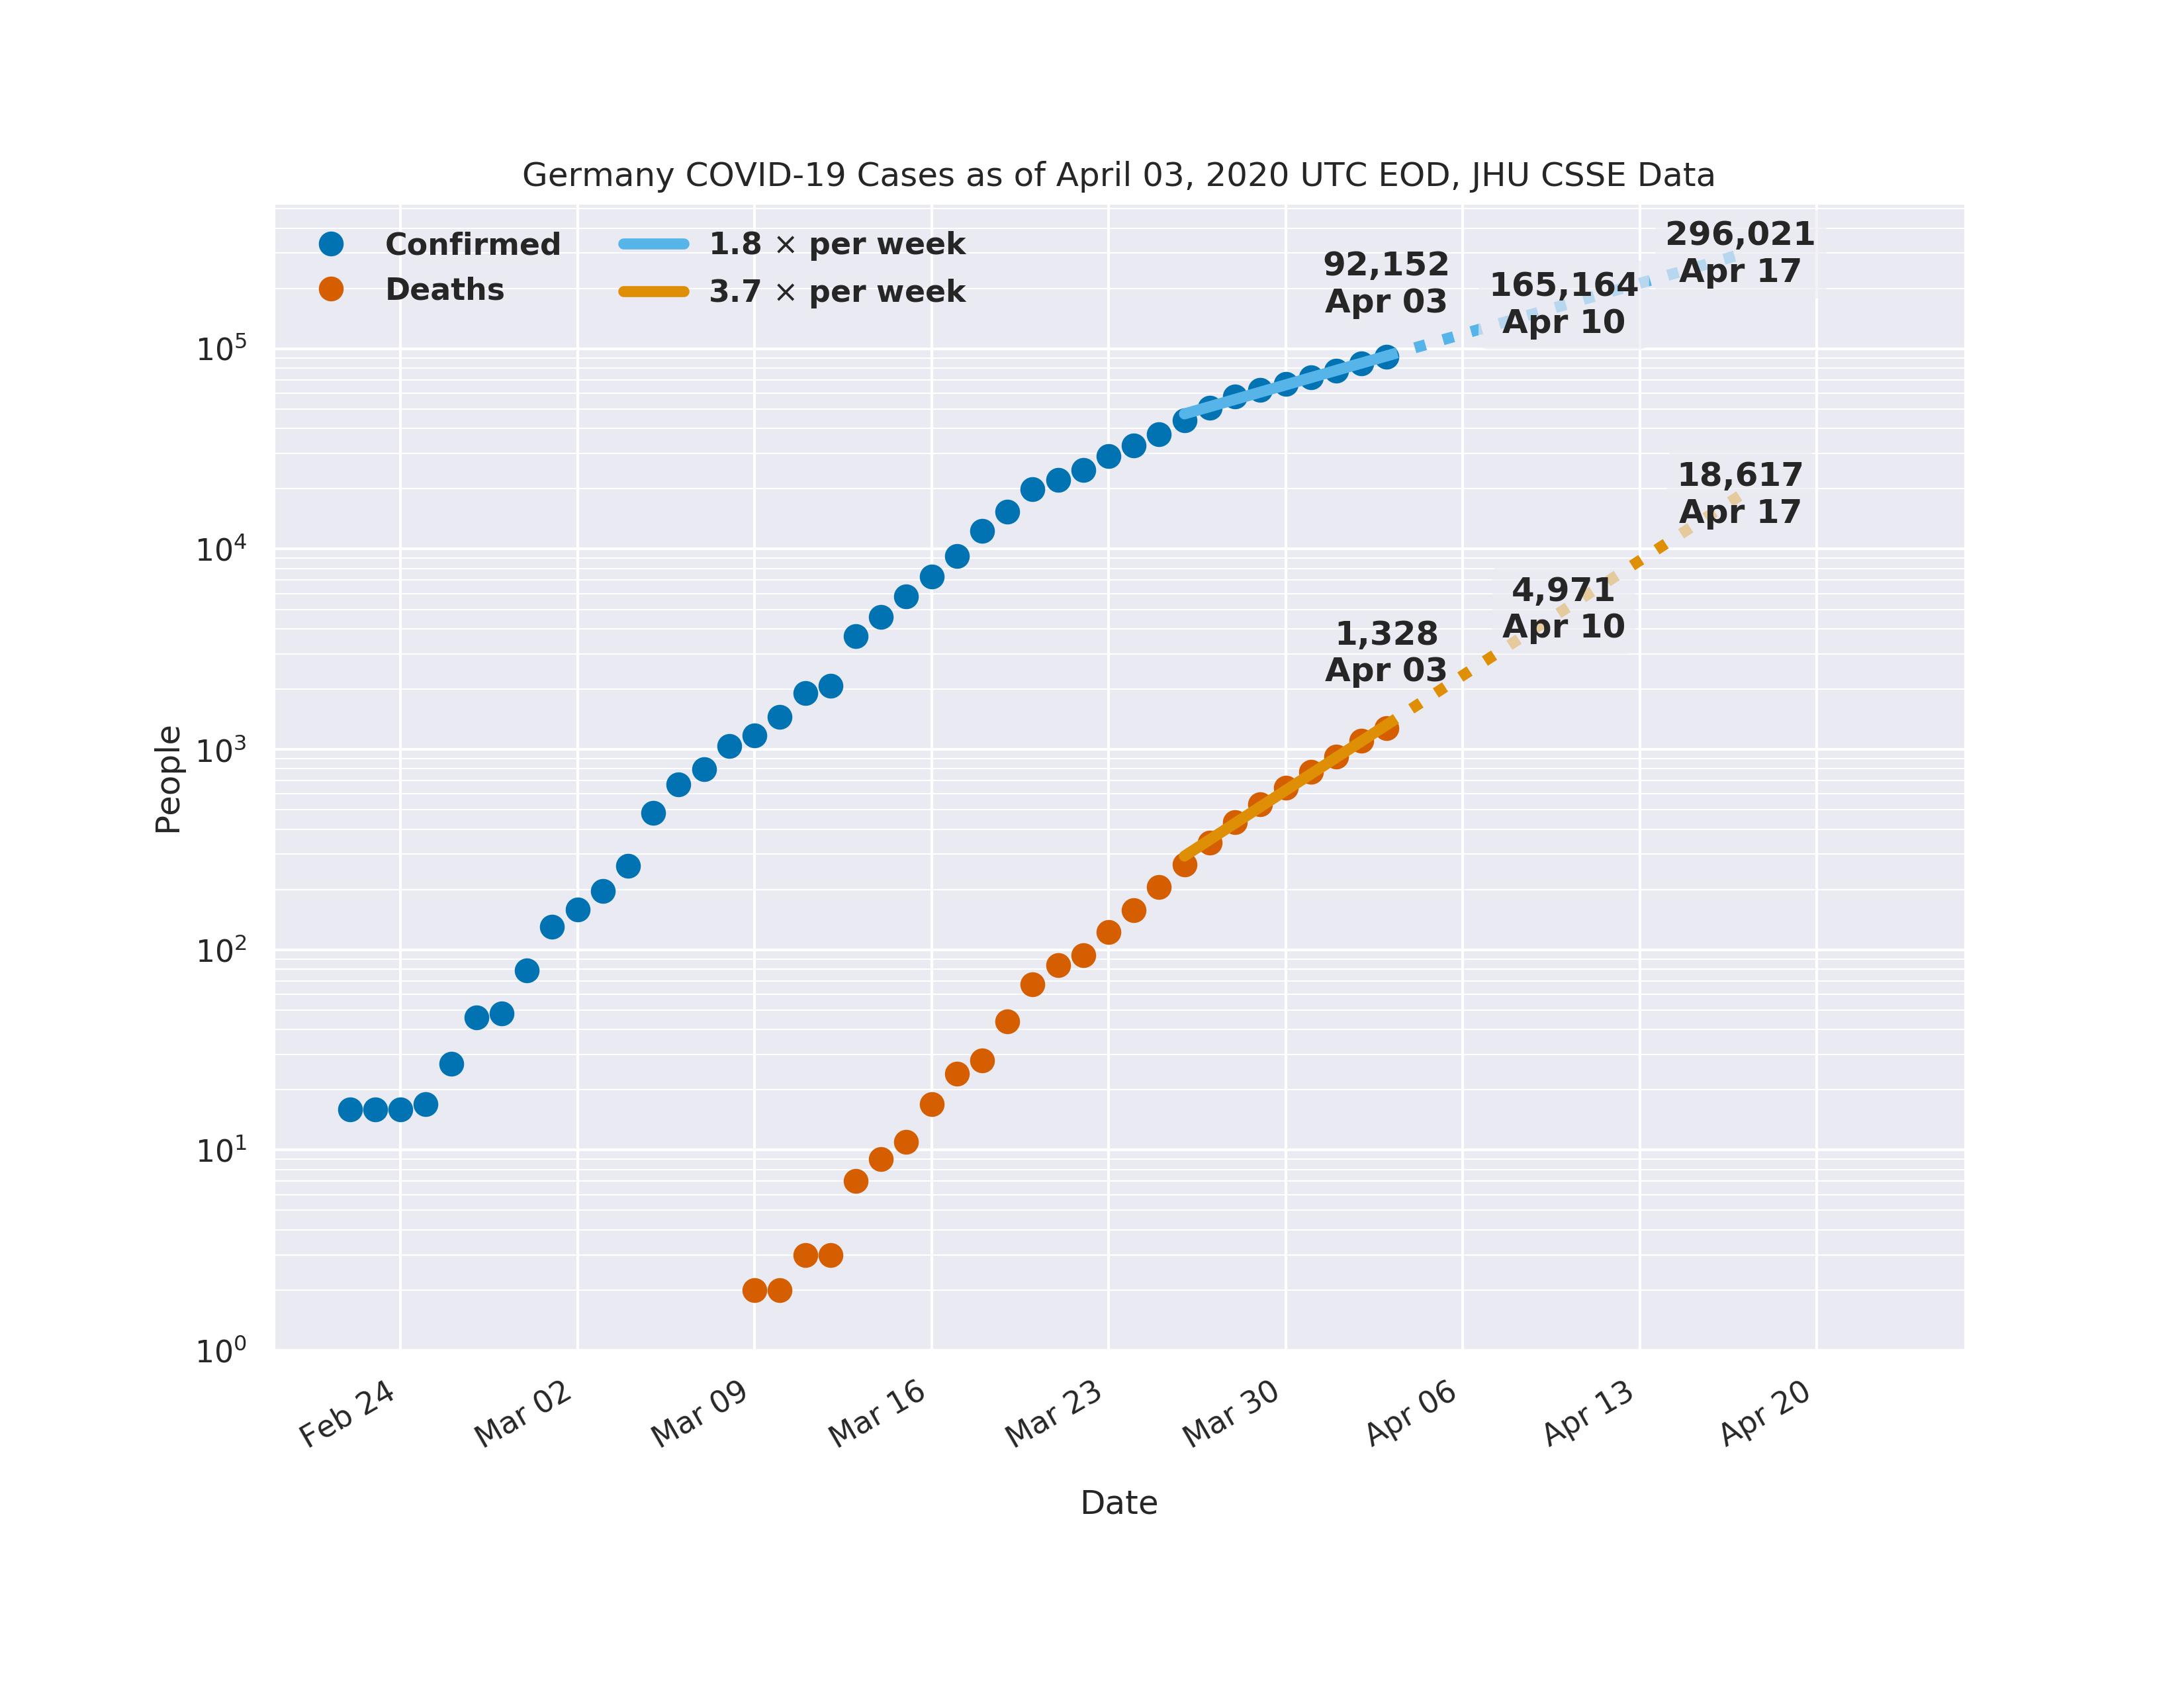 Germany COVID-19 Cases as of April 03, 2020 UTC EOD, JHU CSSE Data
Confirmed
Deaths
1.8 × per week
3.7 × per week
296,021
Apr 17
92,152
Apr 03
165,164
Apr 10
18,617
Apr 17
4,971
Apr 10
1,328
Apr 03
People
10⁵
10⁴
10³
10²
10¹
10⁰
Feb 24
Mar 02
Mar 09
Mar 16
Mar 23
Mar 30
Apr 06
Apr 13
Apr 20
Date